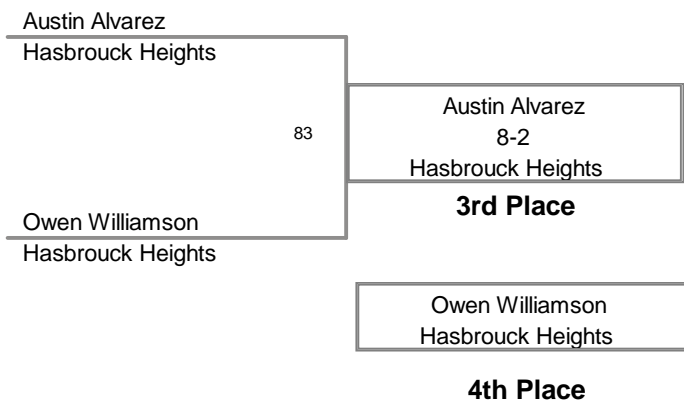 Austin Alvarez
Hasbrouck Heights
83
Austin Alvarez
8-2
Hasbrouck Heights
3rd Place
Owen Williamson
Hasbrouck Heights
Owen Williamson
Hasbrouck Heights
4th Place